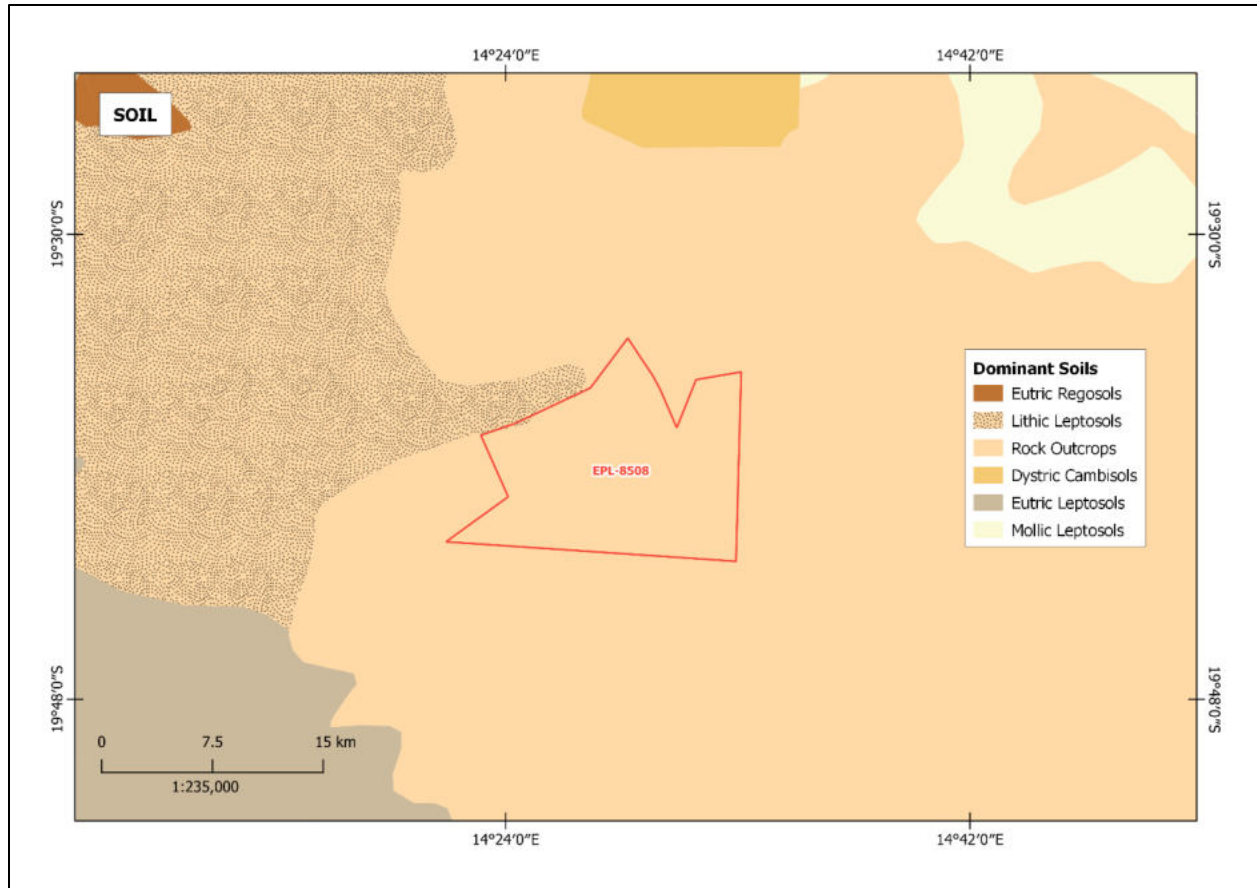 14°24′0″E 14°42′0″E
SOIL
19°30′0″S 19°30′0″S
Dominant Soils
Eutric Regosols
Lithic Leptosols
Rock Outcrops
EPL-8508
Dystric Cambisols
Eutric Leptosols
Mollic Leptosols
19°48′0″S 19°48′0″S
0 7.5 15 km
1:235,000
14°24′0″E 14°42′0″E